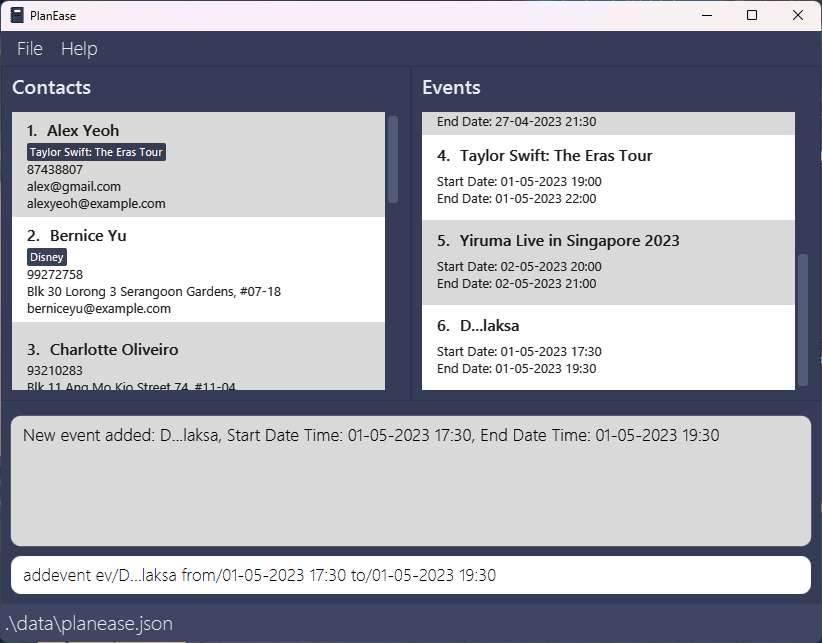 PlanEase
File Help
Contacts
1. Alex Yeoh
Taylor Swift: The Eras Tour
87438807
alex@gmail.com
alexyeoh@example.com
2. Bernice Yu
Disney
99272758
Blk 30 Lorong 3 Serangoon Gardens, #07-18
berniceyu@example.com
3. Charlotte Oliveiro
93210283
Blk 11 Ang Mo Kio Street 74, #11-04
Events
End Date: 27-04-2023 21:30
4. Taylor Swift: The Eras Tour
Start Date: 01-05-2023 19:00
End Date: 01-05-2023 22:00
5. Yiruma Live in Singapore 2023
Start Date: 02-05-2023 20:00
End Date: 02-05-2023 21:00
6. D...laksa
Start Date: 01-05-2023 17:30
End Date: 01-05-2023 19:30
New event added: D...laksa, Start Date Time: 01-05-2023 17:30, End Date Time: 01-05-2023 19:30
addevent ev/D...laksa from/01-05-2023 17:30 to/01-05-2023 19:30
.\data\planease.json